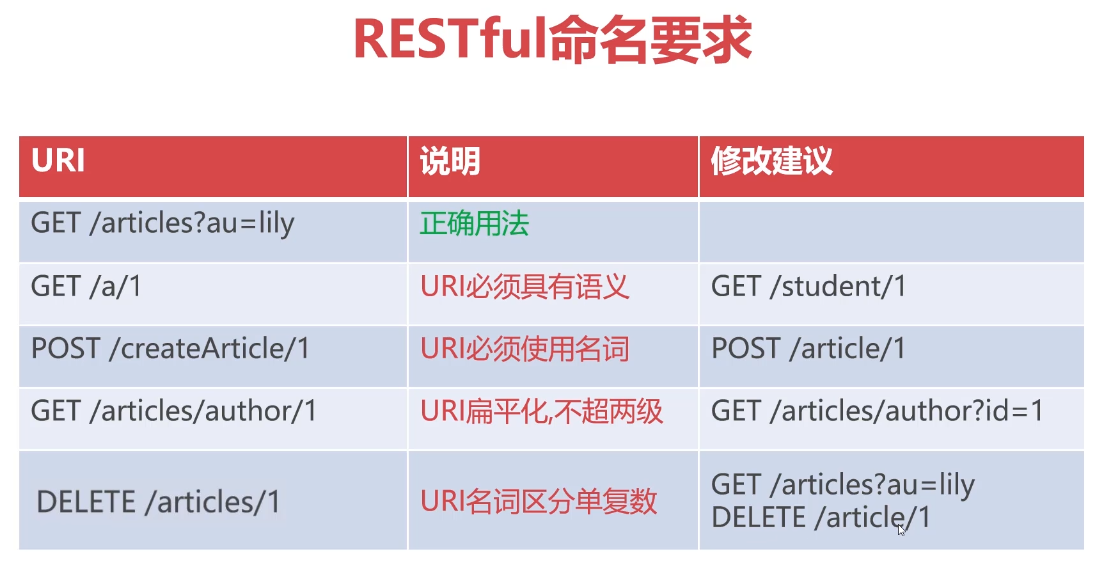 RESTful命名要求
URI 说明 修改建议
GET /articles?au=lily 正确用法
GET /a/1 URI必须具有语义 GET /student/1
POST /createArticle/1 URI必须使用名词 POST /article/1
GET /articles/author/1 URI扁平化,不超两级 GET /articles/author?id=1
DELETE /articles/1 URI名词区分单复数 GET /articles?au=lily
DELETE /article/1